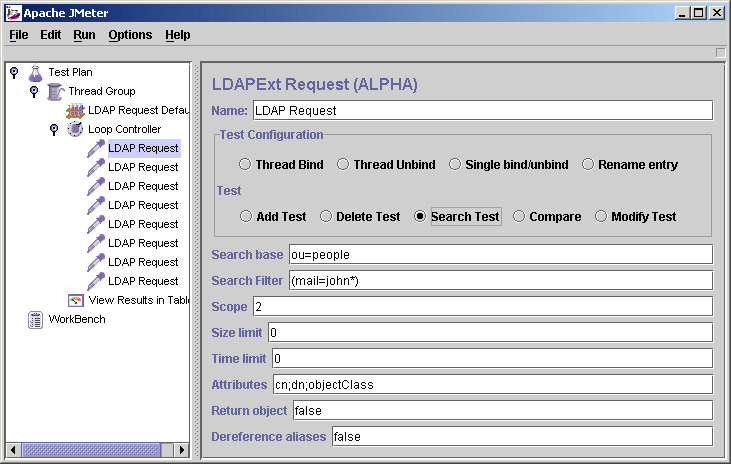 Apache JMeter
File Edit Run Options Help
Test Plan
Thread Group
LDAP Request Defau
Loop Controller
LDAP Request
LDAP Request
LDAP Request
LDAP Request
LDAP Request
LDAP Request
LDAP Request
LDAP Request
View Results in Table
WorkBench
LDAPExt Request (ALPHA)
Name: LDAP Request
Test Configuration
Thread Bind Thread Unbind Single bind/unbind Rename entry
Test
Add Test Delete Test Search Test Compare Modify Test
Search base ou=people
Search Filter (mail=john*)
Scope 2
Size limit 0
Time limit 0
Attributes cn;dn;objectClass
Return object false
Dereference aliases false